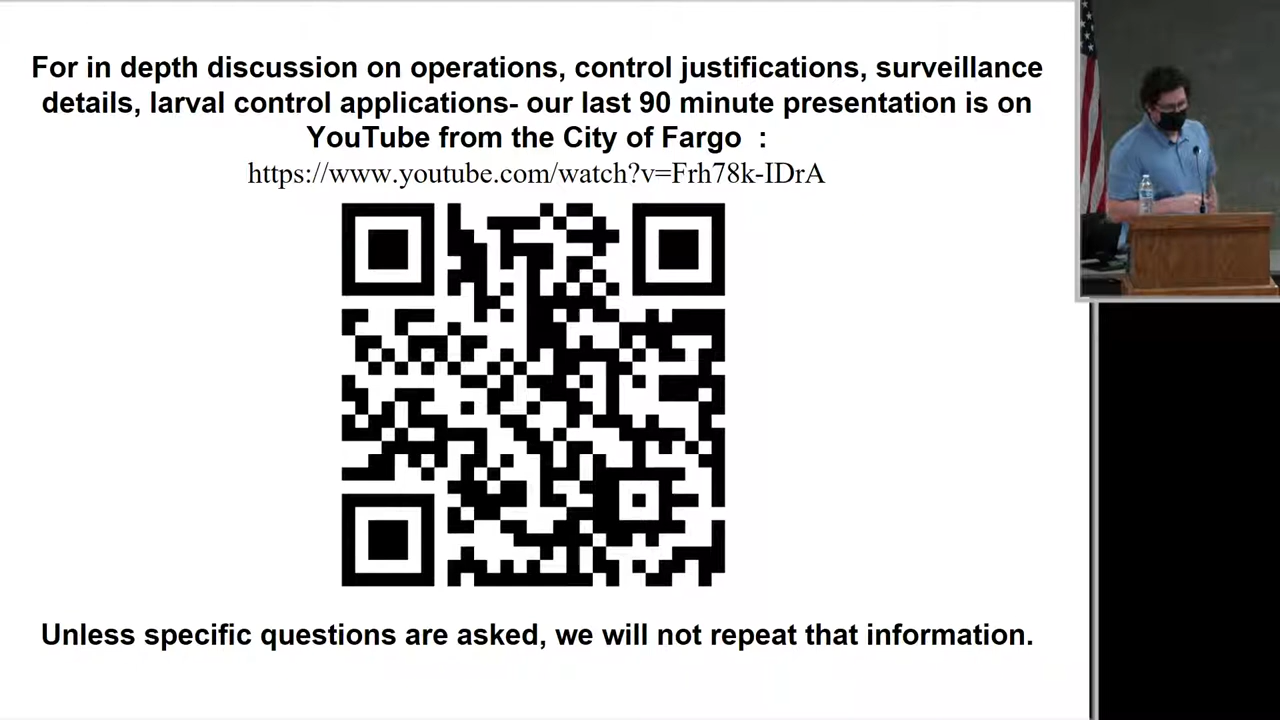 For in depth discussion on operations, control justifications, surveillance
details, larval control applications- our last 90 minute presentation is on
YouTube from the City of Fargo :
https://www.youtube.com/watch?v=Frh78k-IDrA
Unless specific questions are asked, we will not repeat that information.